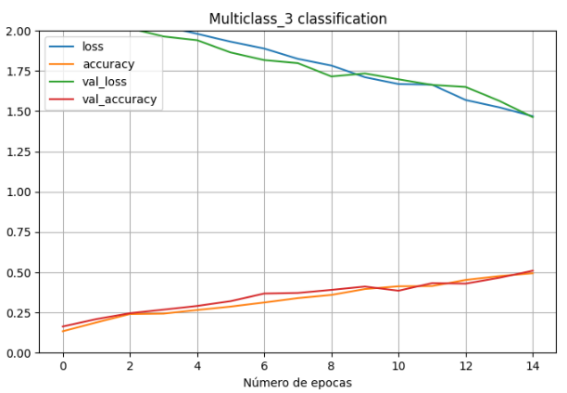 Multiclass_3 classification
2.00
1.75
1.50
1.25
1.00
0.75
0.50
0.25
0.00
loss
accuracy
val_loss
val_accuracy
0 2 4 6 8 10 12 14
Número de epocas